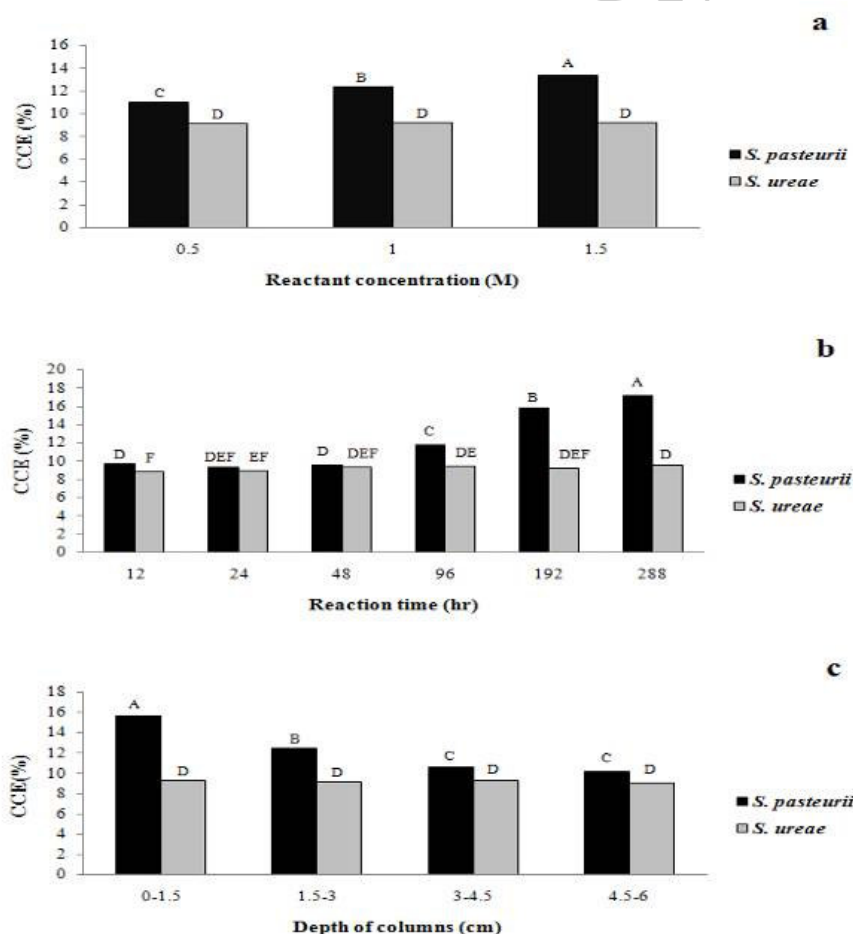 a
16
14
12
10
8
6
4
2
0
CCE (%)
C
D
B
D
A
D
0.5
1
1.5
Reactant concentration (M)
S. pasteurii
S. ureae
b
20
18
16
14
12
10
8
6
4
2
0
CCE (%)
D
F
DEF
EF
D
DEF
C
DE
B
DEF
A
D
12
24
48
96
192
288
Reaction time (hr)
S. pasteurii
S. ureae
c
18
16
14
12
10
8
6
4
2
0
CCE(%)
A
D
B
D
C
D
C
D
0-1.5
1.5-3
3-4.5
4.5-6
Depth of columns (cm)
S. pasteurii
S. ureae